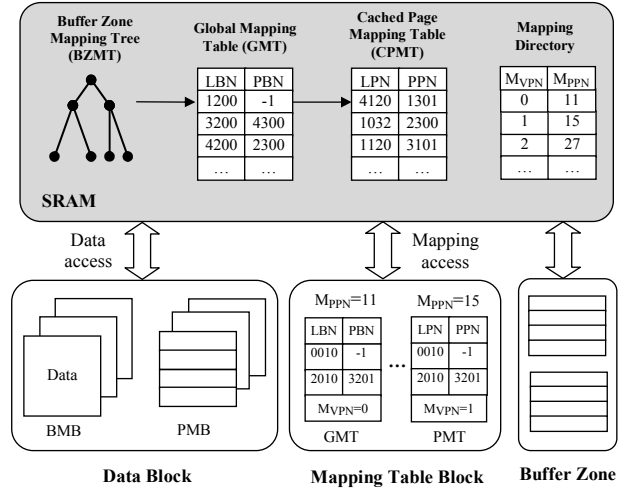 Buffer Zone
Mapping Tree
(BZMT)
Global Mapping
Table (GMT)
LBN PBN
1200 -1
3200 4300
4200 2300
... ...
Cached Page
Mapping Table
(CPMT)
LPN PPN
4120 1301
1032 2300
1120 3101
... ...
Mapping
Directory
MVPN MPPN
0 11
1 15
2 27
... ...
SRAM
Data
access
Mapping
access
Data
BMB
PMB
Data Block
MPPN=11
LBN PBN
0010 -1
2010 3201
MVPN=0
GMT
...
MPPN=15
LPN PPN
0010 -1
2010 3201
MVPN=1
PMT
Mapping Table Block
Buffer Zone